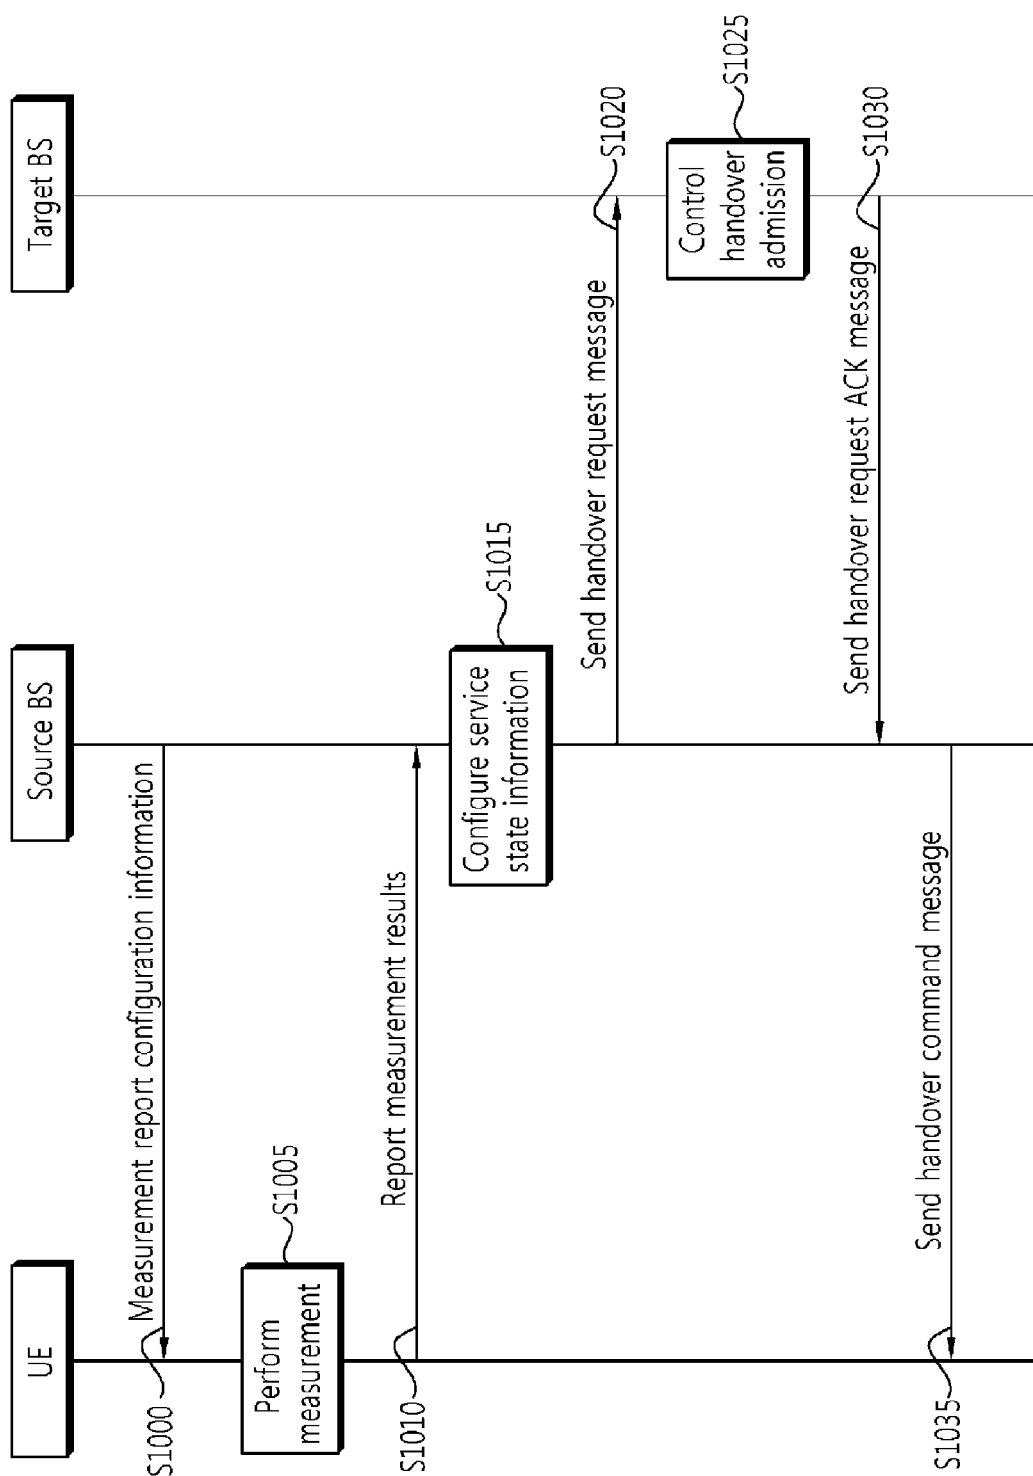 UE
Source BS
Target BS
Measurement report configuration information
S1000
Perform
measurement
S1005
Report measurement results
S1010
Configure service
state information
S1015
Send handover request message
S1020
Control
handover
admission
S1025
Send handover request ACK message
S1030
Send handover command message
S1035